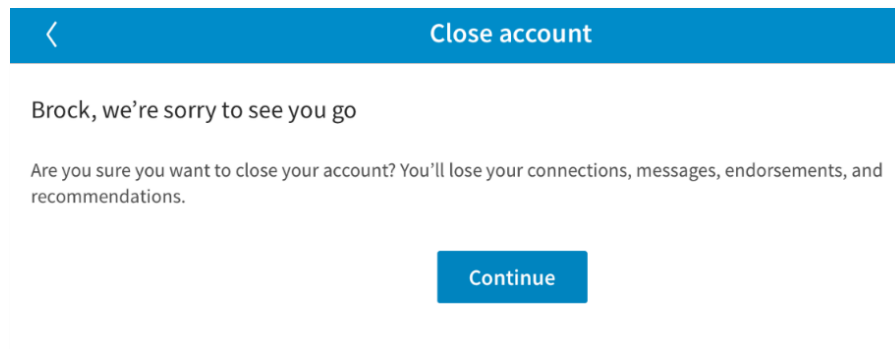 Close account
Brock, we’re sorry to see you go
Are you sure you want to close your account? You’ll lose your connections, messages, endorsements, and
recommendations.
Continue